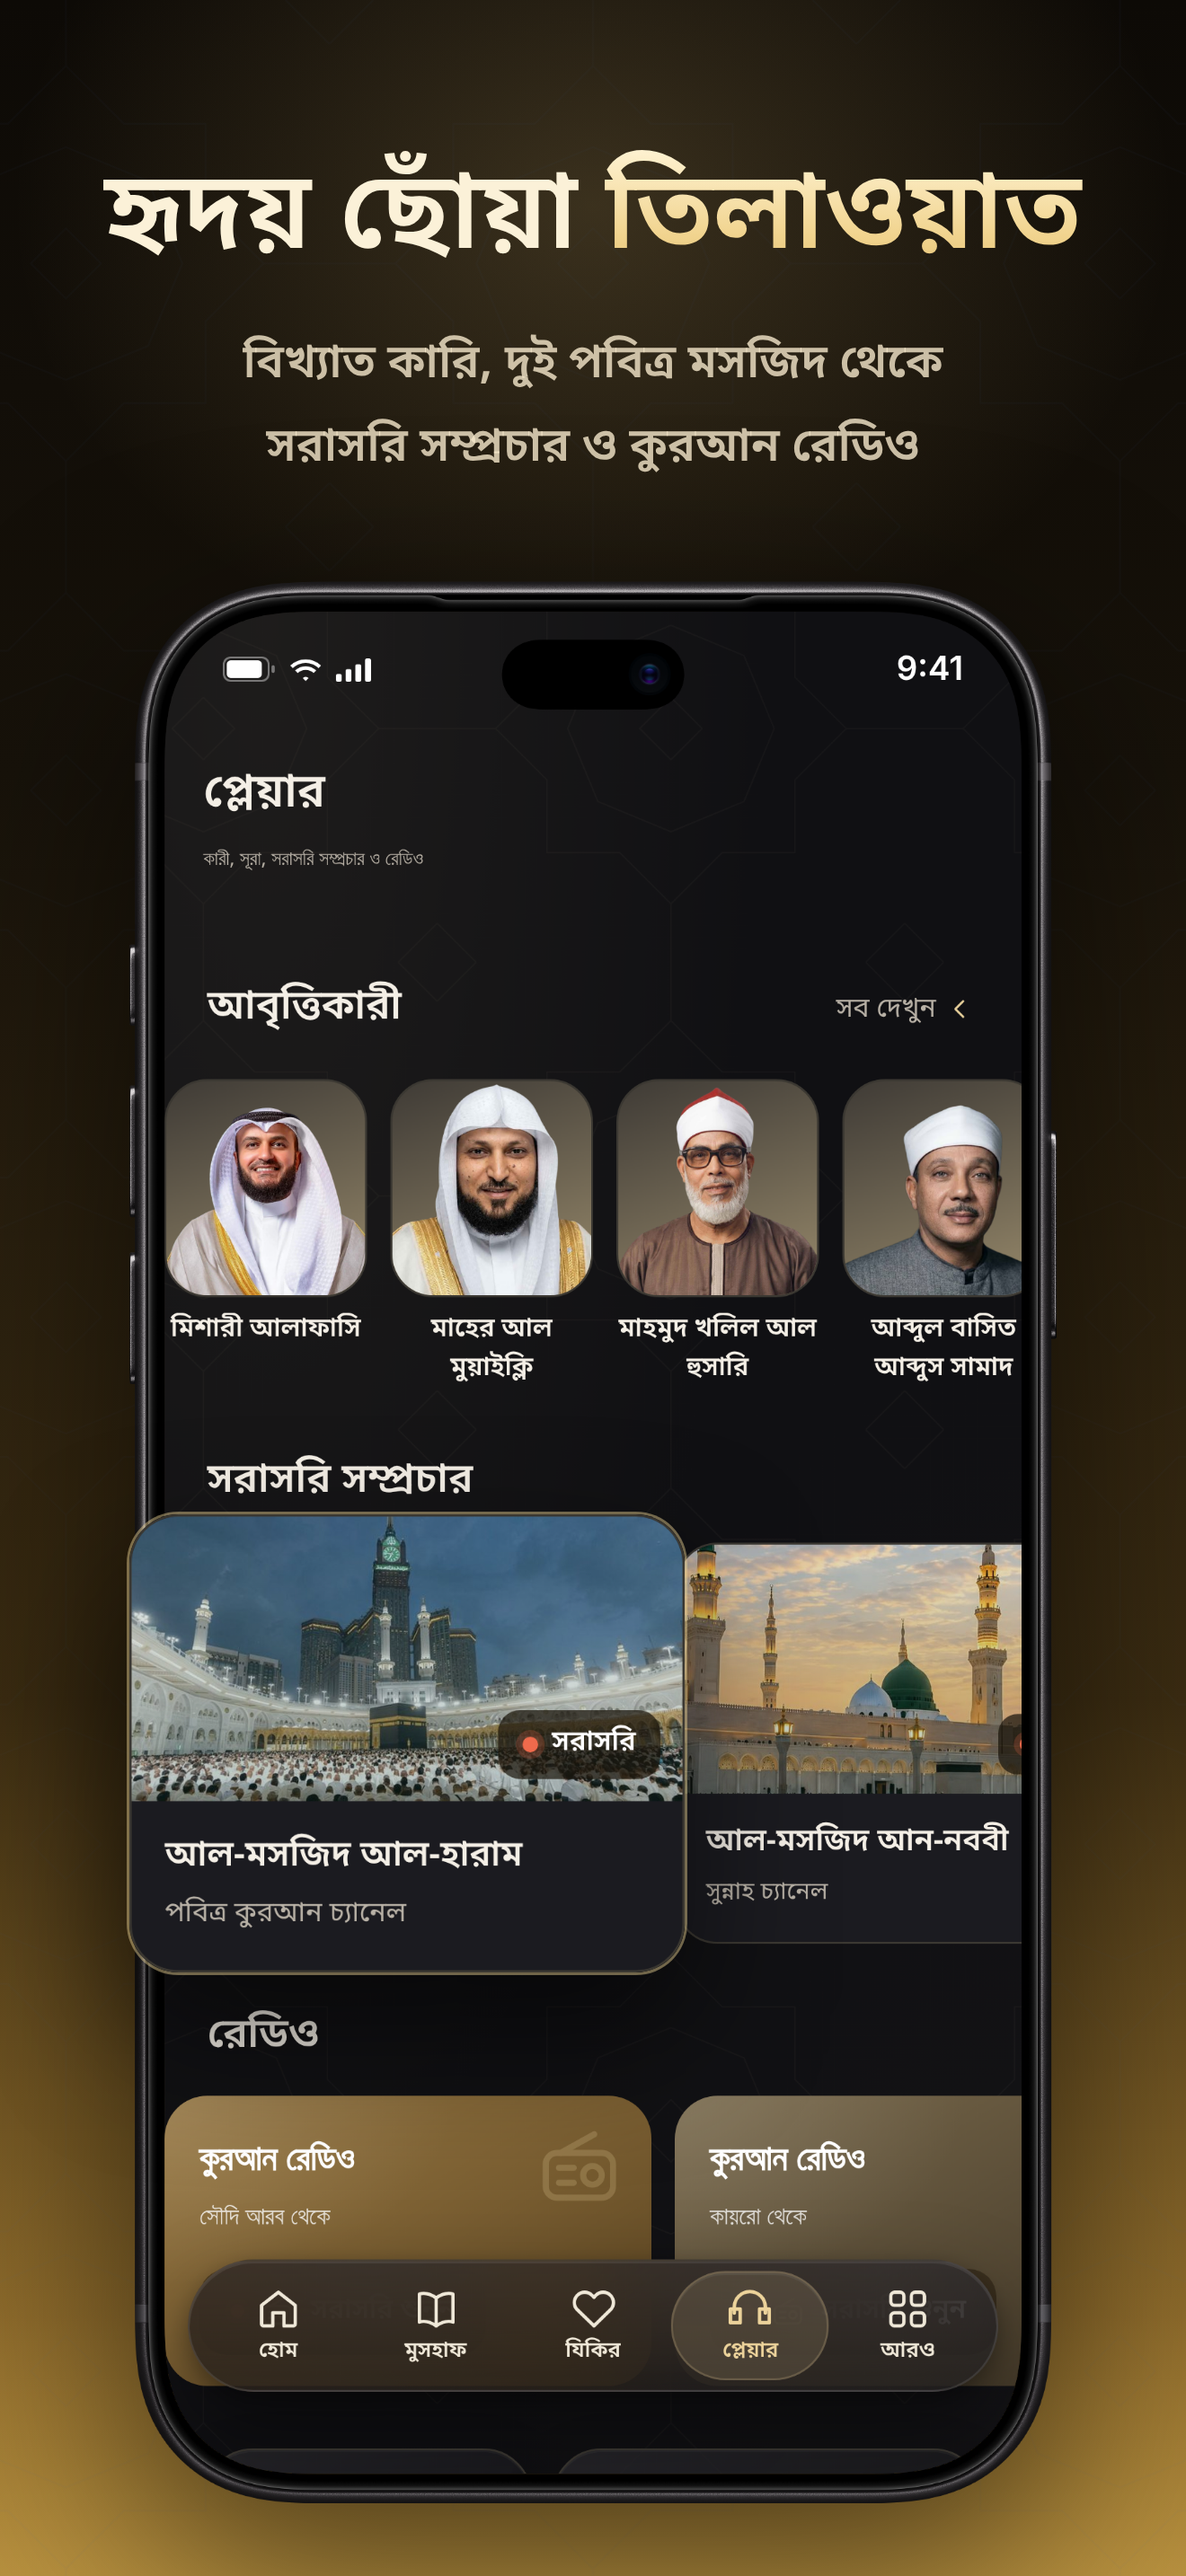 হৃদয় ছোঁয়া তিলাওয়াত
বিখ্যাত কারি, দুই পবিত্র মসজিদ থেকে
সরাসরি সম্প্রচার ও কুরআন রেডিও
9:41
প্লেয়ার
কারী, সূরা, সরাসরি সম্প্রচার ও রেডিও
আবৃত্তিকারী
সব দেখুন
মিশারী আলাফাসি
মাহের আল
মুয়াইক্লি
মাহমুদ খলিল আল
হুসারি
আব্দুল বাসিত
আব্দুস সামাদ
সরাসরি সম্প্রচার
সরাসরি
আল-মসজিদ আল-হারাম
পবিত্র কুরআন চ্যানেল
আল-মসজিদ আন-নববী
সুন্নাহ চ্যানেল
রেডিও
কুরআন রেডিও
সৌদি আরব থেকে
কুরআন রেডিও
কায়রো থেকে
হোম
মুসহাফ
যিকির
প্লেয়ার
আরও